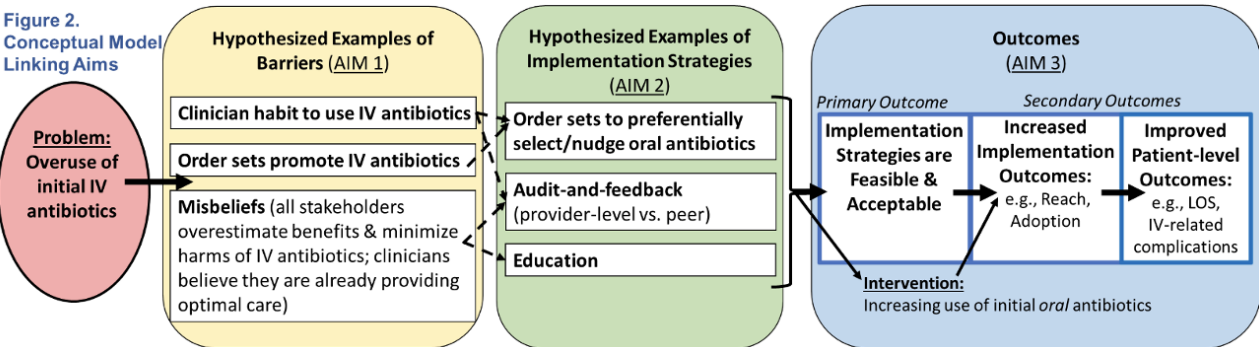 Figure 2.
Conceptual Model
Linking Aims
Problem:
Overuse of
initial IV
antibiotics
Hypothesized Examples of
Barriers (AIM 1)
Clinician habit to use IV antibiotics
Order sets promote IV antibiotics
Misbeliefs (all stakeholders
overestimate benefits & minimize
harms of IV antibiotics; clinicians
believe they are already providing
optimal care)
Hypothesized Examples of
Implementation Strategies
(AIM 2)
Order sets to preferentially
select/nudge oral antibiotics
Audit-and-feedback
(provider-level vs. peer)
Education
Outcomes
(AIM 3)
Primary Outcome
Secondary Outcomes
Implementation
Strategies are
Feasible &
Acceptable
Increased
Implementation
Outcomes:
e.g., Reach,
Adoption
Improved
Patient-level
Outcomes:
e.g., LOS,
IV-related
complications
Intervention:
Increasing use of initial oral antibiotics